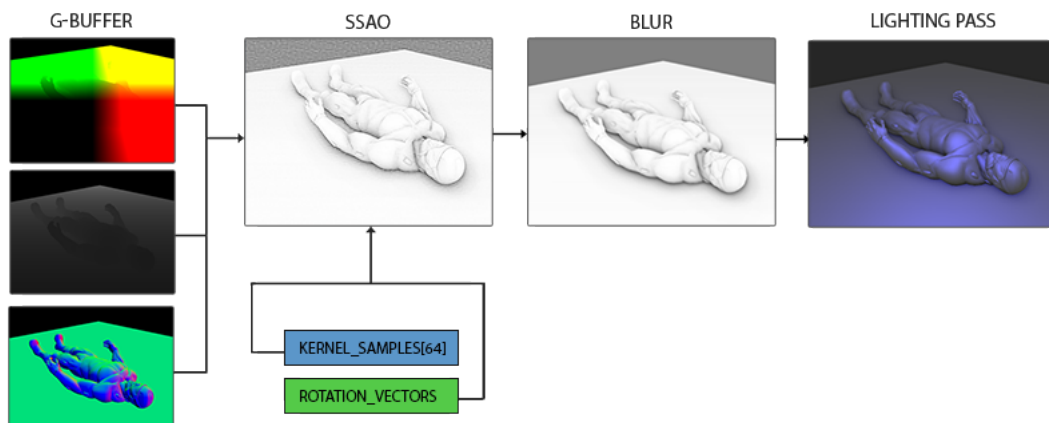 G-BUFFER
SSAO
BLUR
LIGHTING PASS
KERNEL_SAMPLES[64]
ROTATION_VECTORS